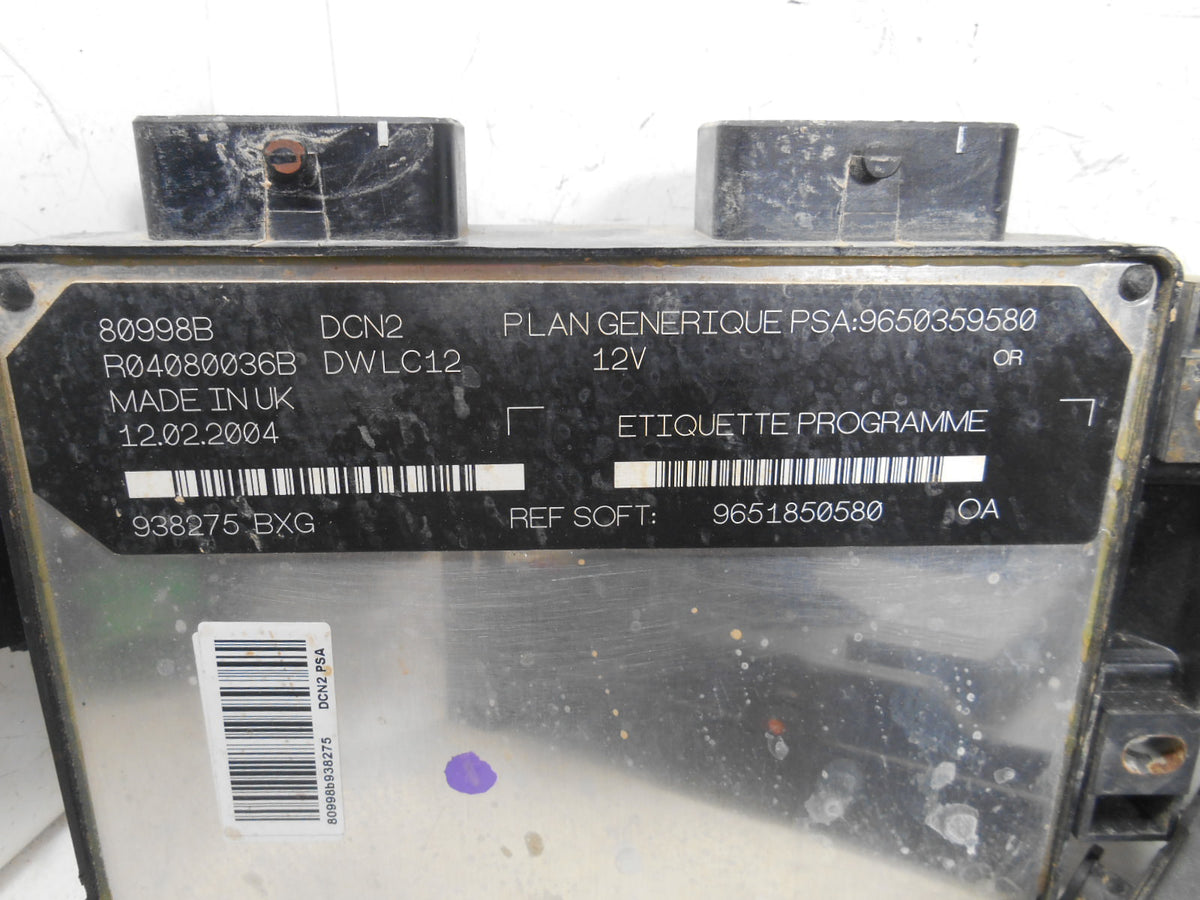 80998B DCN2 PLAN GENERIQUE PSA:9650359580
R04080036B DWLC12 12V OR
MADE IN UK
12.02.2004 ETIQUETTE PROGRAMME
938275 BXG REF SOFT: 9651850580 OA
80998b938275 DCN2 PSA